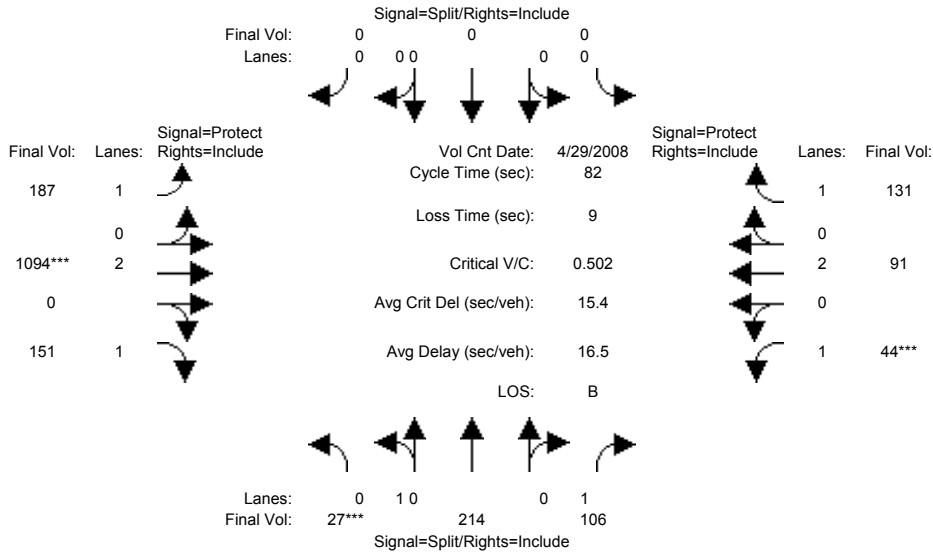 Signal=Split/Rights=Include
Final Vol: 0 0 0
Lanes: 0 0 0 0 0
Signal=Protect Signal=Protect
Final Vol: Lanes: Rights=Include Vol Cnt Date: 4/29/2008 Rights=Include Lanes: Final Vol:
Cycle Time (sec): 82
187 1 1 131
Loss Time (sec): 9
0 0
1094*** 2 Critical V/C: 0.502 2 91
0 Avg Crit Del (sec/veh): 15.4 0
151 1 Avg Delay (sec/veh): 16.5 1 44***
LOS: B
Lanes: 0 1 0 0 1
Final Vol: 27*** 214 106
Signal=Split/Rights=Include